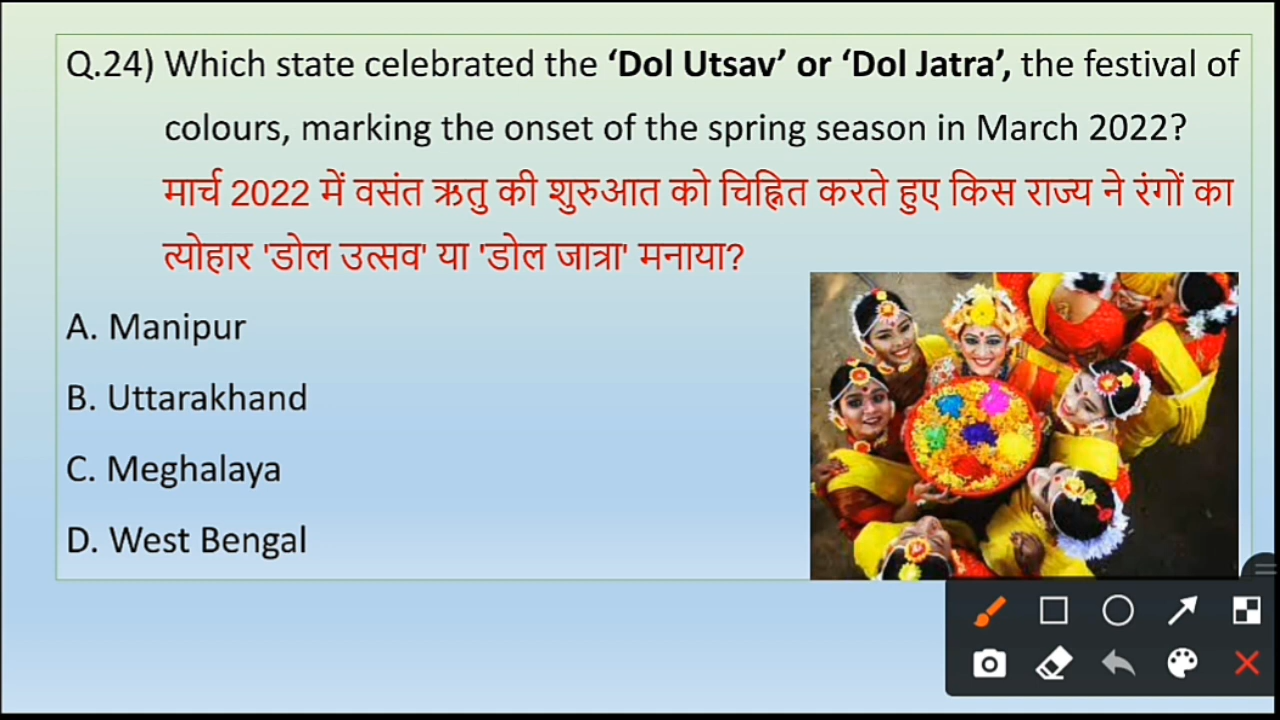 Q.24) Which state celebrated the ‘Dol Utsav’ or ‘Dol Jatra’, the festival of
colours, marking the onset of the spring season in March 2022?
मार्च 2022 में वसंत ऋतु की शुरुआत को चिह्नित करते हुए किस राज्य ने रंगों का
त्योहार 'डोल उत्सव' या 'डोल जात्रा' मनाया?
A. Manipur
B. Uttarakhand
C. Meghalaya
D. West Bengal